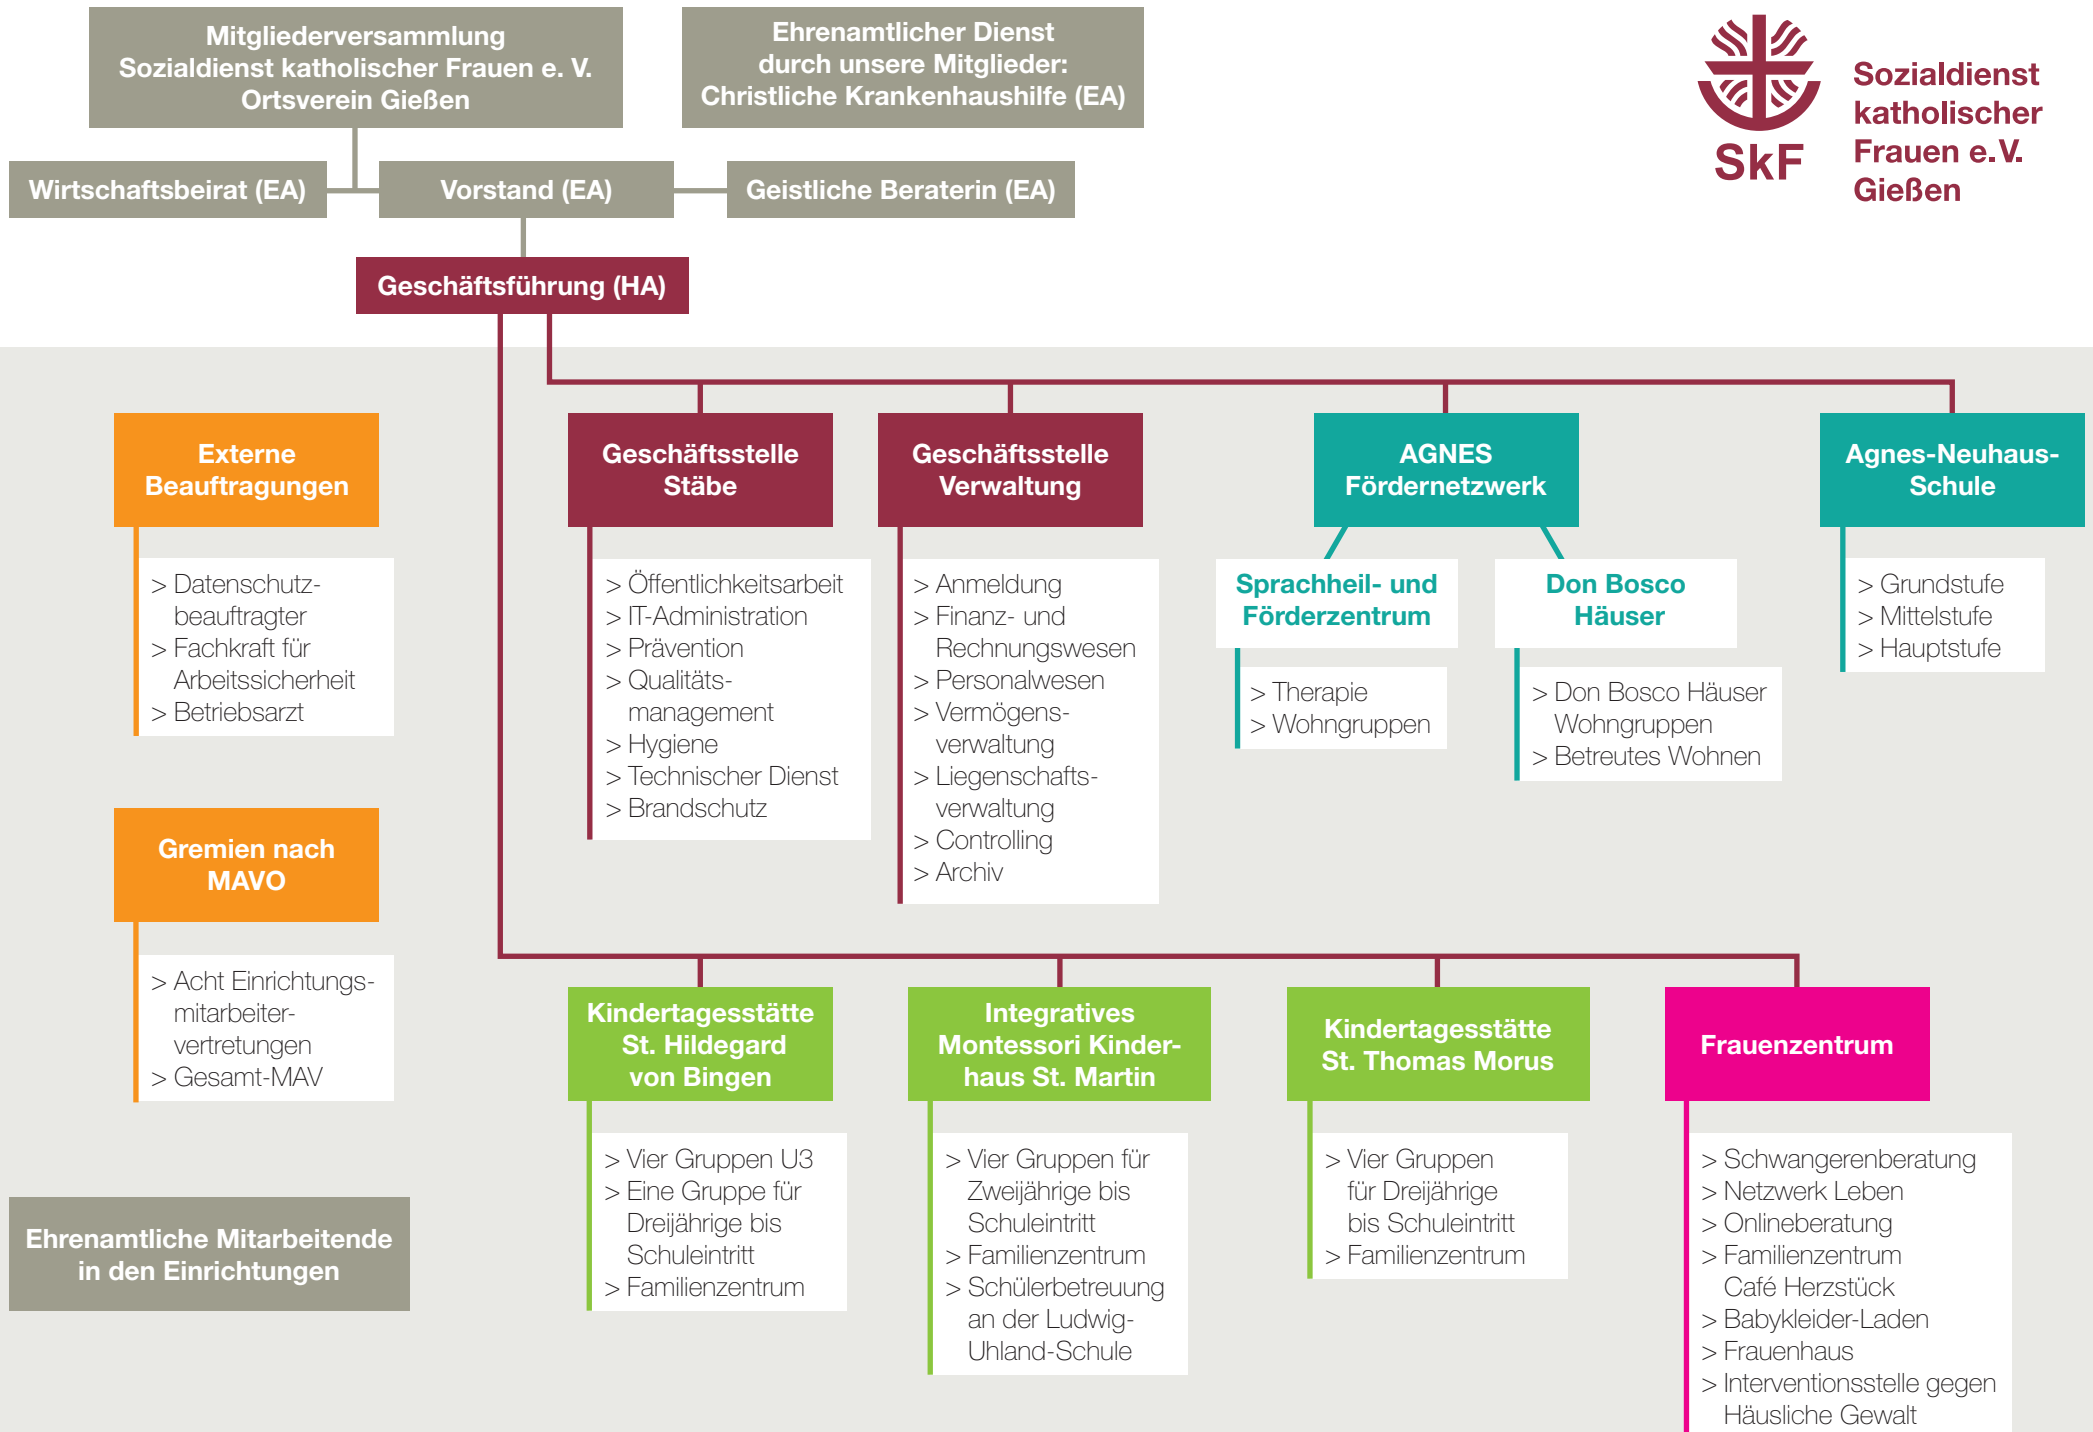 Mitgliederversammlung
Sozialdienst katholischer Frauen e. V.
Ortsverein Gießen
Ehrenamtlicher Dienst
durch unsere Mitglieder:
Christliche Krankenhaushilfe (EA)
SkF
Sozialdienst
katholischer
Frauen e.V.
Gießen
Wirtschaftsbeirat (EA)
Vorstand (EA)
Geistliche Beraterin (EA)
Geschäftsführung (HA)
Externe
Beauftragungen
> Datenschutz-
beauftragter
> Fachkraft für
Arbeitssicherheit
> Betriebsarzt
Geschäftsstelle
Stäbe
> Öffentlichkeitsarbeit
> IT-Administration
> Prävention
> Qualitäts-
management
> Hygiene
> Technischer Dienst
> Brandschutz
Geschäftsstelle
Verwaltung
> Anmeldung
> Finanz- und
Rechnungswesen
> Personalwesen
> Vermögens-
verwaltung
> Liegenschafts-
verwaltung
> Controlling
> Archiv
AGNES
Fördernetzwerk
Sprachheil- und
Förderzentrum
> Therapie
> Wohngruppen
Don Bosco
Häuser
> Don Bosco Häuser
Wohngruppen
> Betreutes Wohnen
Agnes-Neuhaus-
Schule
> Grundstufe
> Mittelstufe
> Hauptstufe
Gremien nach
MAVO
> Acht Einrichtungs-
mitarbeiter-
vertretungen
> Gesamt-MAV
Kindertagesstätte
St. Hildegard
von Bingen
> Vier Gruppen U3
> Eine Gruppe für
Dreijährige bis
Schuleintritt
> Familienzentrum
Integratives
Montessori Kinder-
haus St. Martin
> Vier Gruppen für
Zweijährige bis
Schuleintritt
> Familienzentrum
> Schülerbetreuung
an der Ludwig-
Uhland-Schule
Kindertagesstätte
St. Thomas Morus
> Vier Gruppen
für Dreijährige
bis Schuleintritt
> Familienzentrum
Frauenzentrum
> Schwangerenberatung
> Netzwerk Leben
> Onlineberatung
> Familienzentrum
Café Herzstück
> Babykleider-Laden
> Frauenhaus
> Interventionsstelle gegen
Häusliche Gewalt
Ehrenamtliche Mitarbeitende
in den Einrichtungen